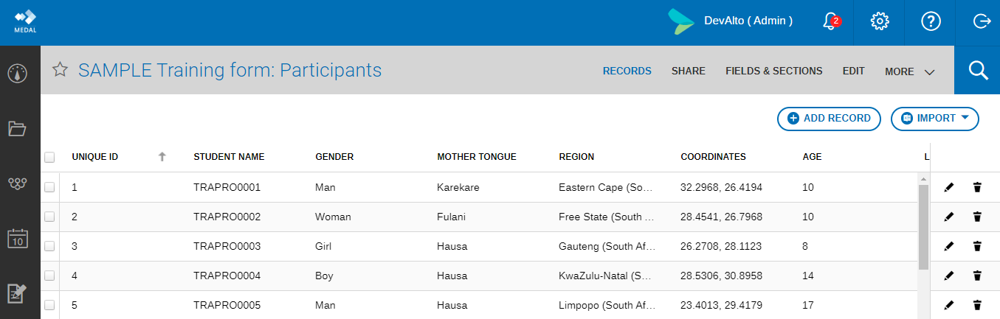 MEDAL
DevAlto ( Admin )
2
SAMPLE Training form: Participants
RECORDS SHARE FIELDS & SECTIONS EDIT MORE
ADD RECORD IMPORT
UNIQUE ID STUDENT NAME GENDER MOTHER TONGUE REGION COORDINATES AGE L
1 TRAPRO0001 Man Karekare Eastern Cape (So... 32.2968, 26.4194 10
2 TRAPRO0002 Woman Fulani Free State (South ... 28.4541, 26.7968 10
3 TRAPRO0003 Girl Hausa Gauteng (South Af... 26.2708, 28.1123 8
10
4 TRAPRO0004 Boy Hausa KwaZulu-Natal (S... 28.5306, 30.8958 14
5 TRAPRO0005 Man Hausa Limpopo (South Af... 23.4013, 29.4179 17